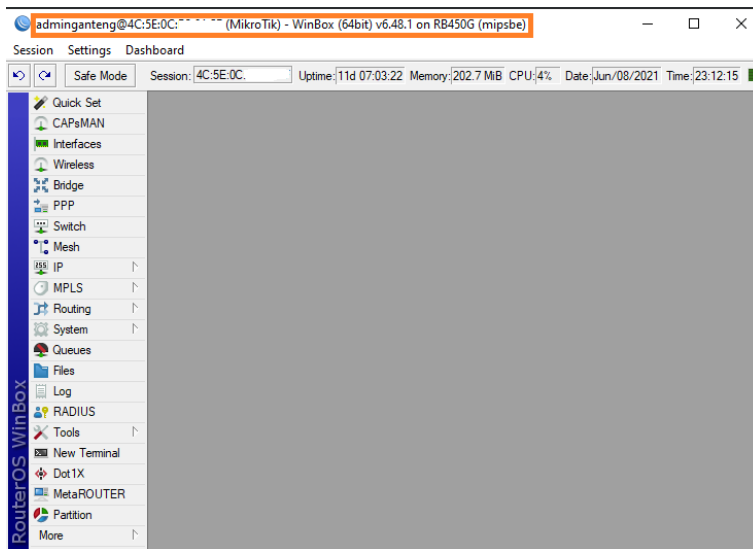 adminganteng@4C:5E:0C: (MikroTik) - WinBox (64bit) v6.48.1 on RB450G (mipsbe)
Session Settings Dashboard
Safe Mode Session: 4C:5E:0C. Uptime: 11d 07:03:22 Memory: 202.7 MiB CPU: 4% Date: Jun/08/2021 Time: 23:12:15
Quick Set
CAPsMAN
Interfaces
Wireless
Bridge
PPP
Switch
Mesh
255 IP
MPLS
Routing
System
Queues
Files
Log
RADIUS
Tools
New Terminal
Dot1X
MetaROUTER
Partition
More
RouterOS WinBox